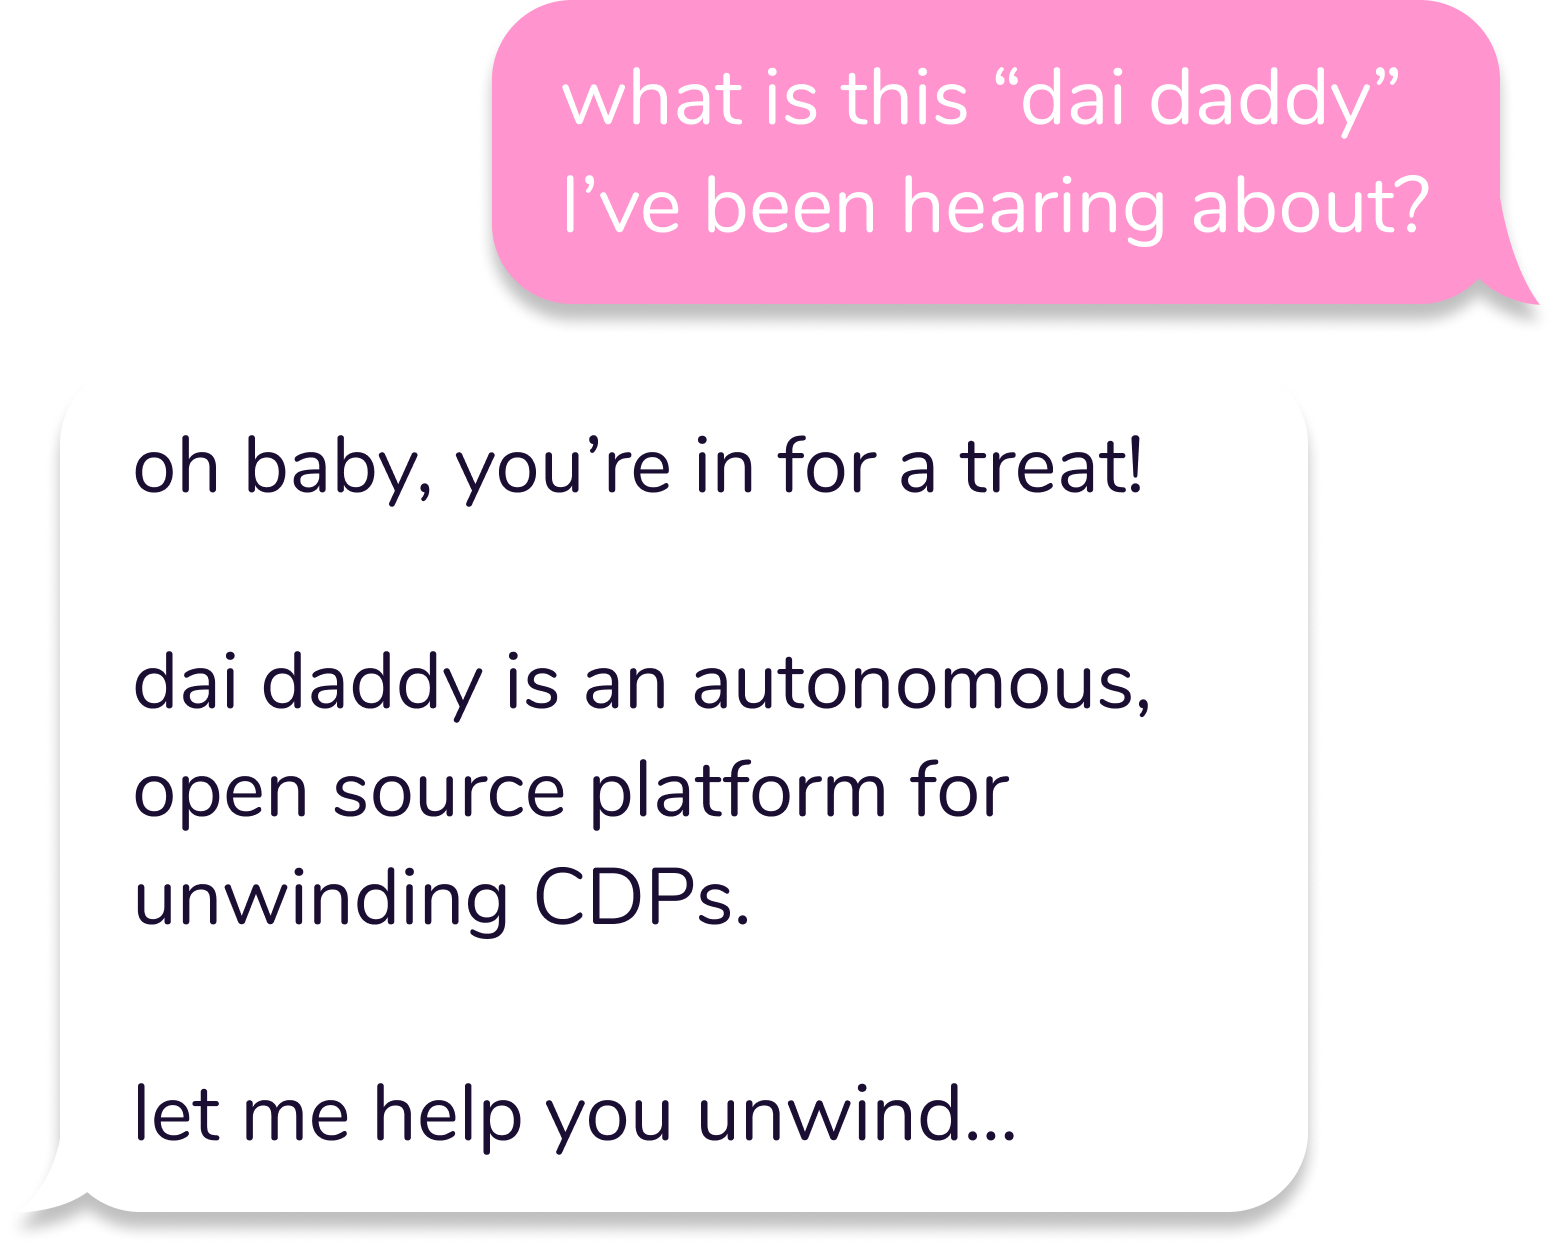 what is this “dai daddy”
I’ve been hearing about?
oh baby, you’re in for a treat!
dai daddy is an autonomous,
open source platform for
unwinding CDPs.
let me help you unwind...